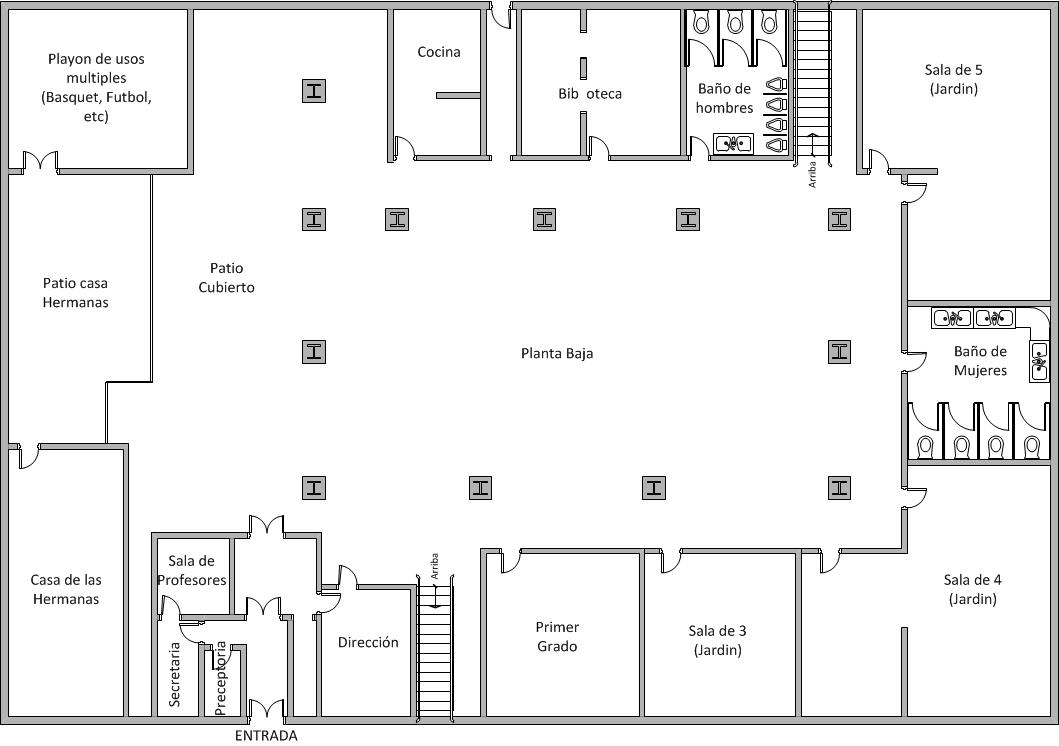 Playon de usos
multiples
(Basquet, Futbol,
etc)
Cocina
Bib oteca
Baño de
hombres
Arriba
Sala de 5
(Jardin)
Patio casa
Hermanas
Patio
Cubierto
Planta Baja
Baño de
Mujeres
Casa de las
Hermanas
Sala de
Profesores
Secretaria
Preceptoria
Dirección
Arriba
Primer
Grado
Sala de 3
(Jardin)
Sala de 4
(Jardin)
ENTRADA